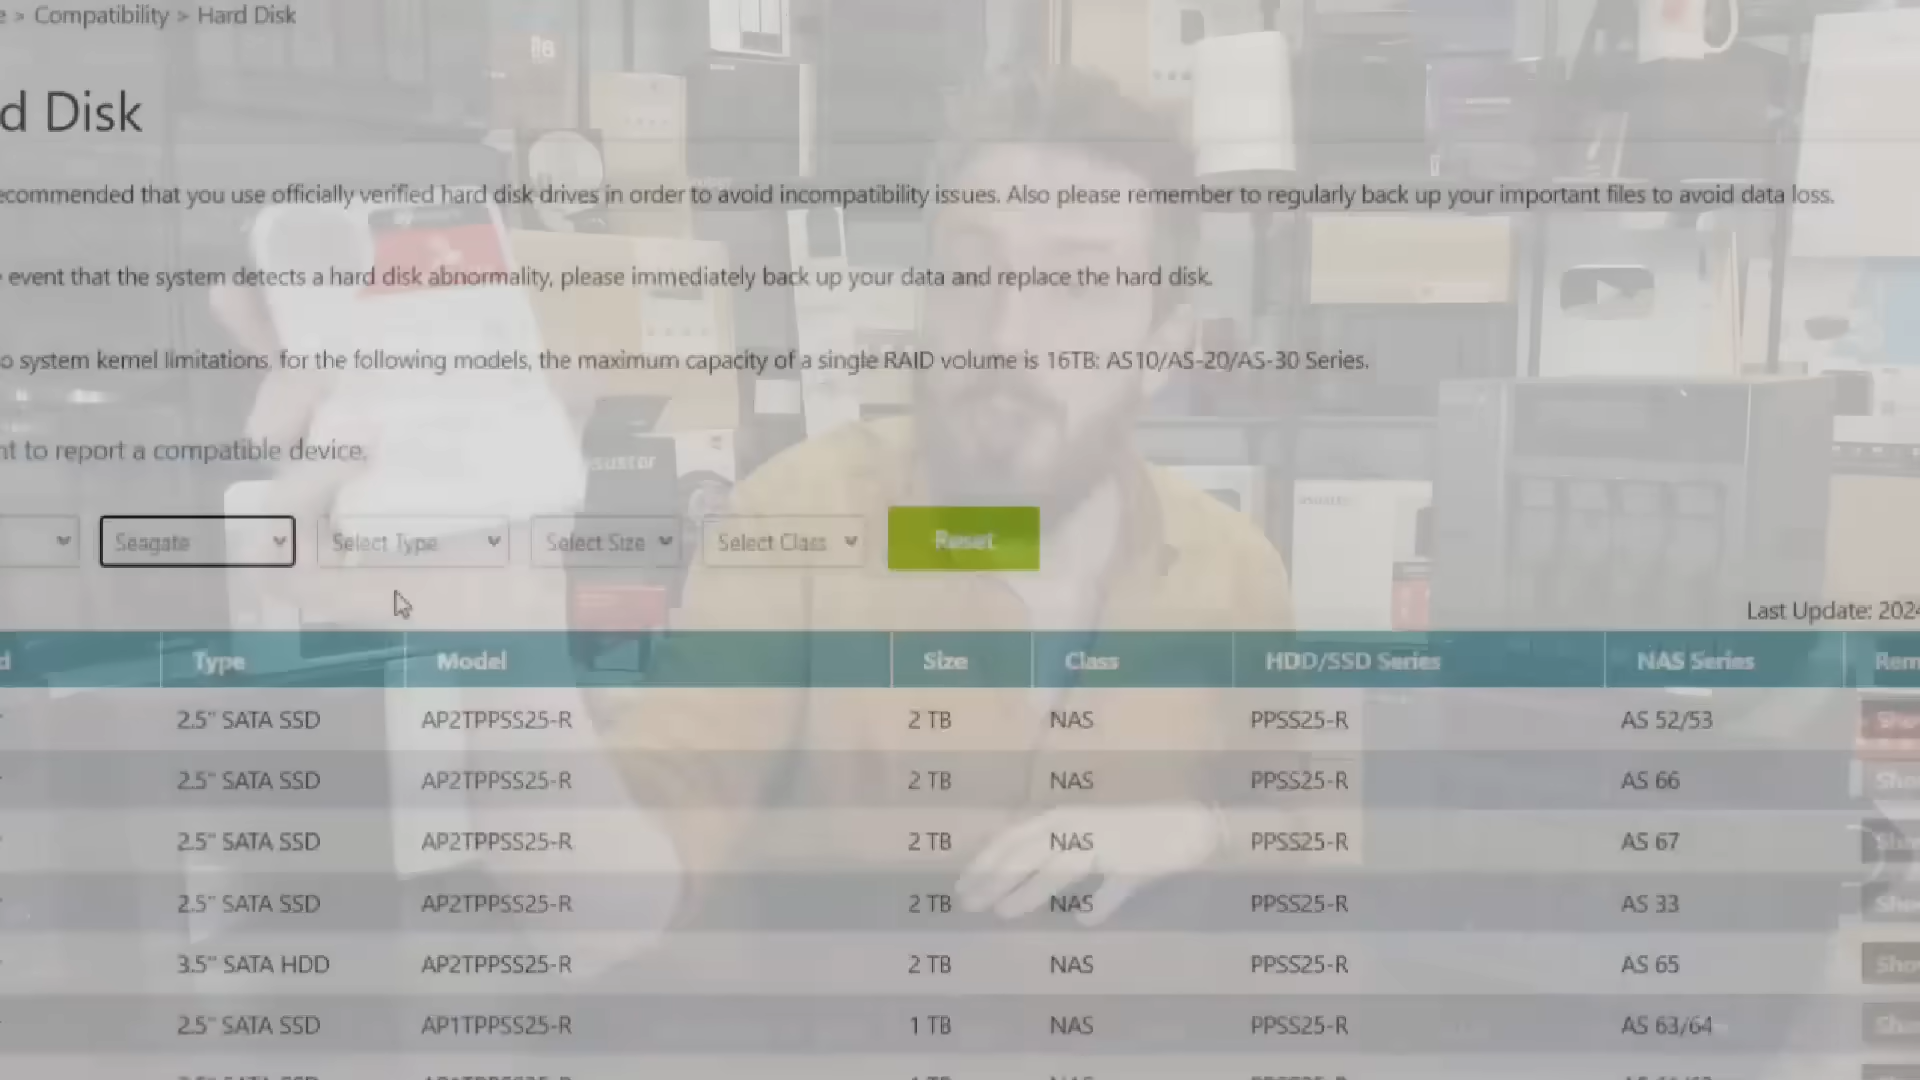 > Compatibility > Hard Disk
d Disk
ecommended that you use officially verified hard disk drives in order to avoid incompatibility issues. Also please remember to regularly back up your important files to avoid data loss.
event that the system detects a hard disk abnormality, please immediately back up your data and replace the hard disk.
o system kernel limitations, for the following models, the maximum capacity of a single RAID volume is 16TB: AS10/AS-20/AS-30 Series.
nt to report a compatible device.
Seagate Select Type Select Size Select Class Reset
Last Update: 202
d Type Model Size Class HDD/SSD Series NAS Series Rem
2.5" SATA SSD AP2TPPSS25-R 2 TB NAS PPSS25-R AS 52/53 Sho
2.5" SATA SSD AP2TPPSS25-R 2 TB NAS PPSS25-R AS 66 Sho
2.5" SATA SSD AP2TPPSS25-R 2 TB NAS PPSS25-R AS 67 Sho
2.5" SATA SSD AP2TPPSS25-R 2 TB NAS PPSS25-R AS 33 Sho
3.5" SATA HDD AP2TPPSS25-R 2 TB NAS PPSS25-R AS 65 Sho
2.5" SATA SSD AP1TPPSS25-R 1 TB NAS PPSS25-R AS 63/64 Sho